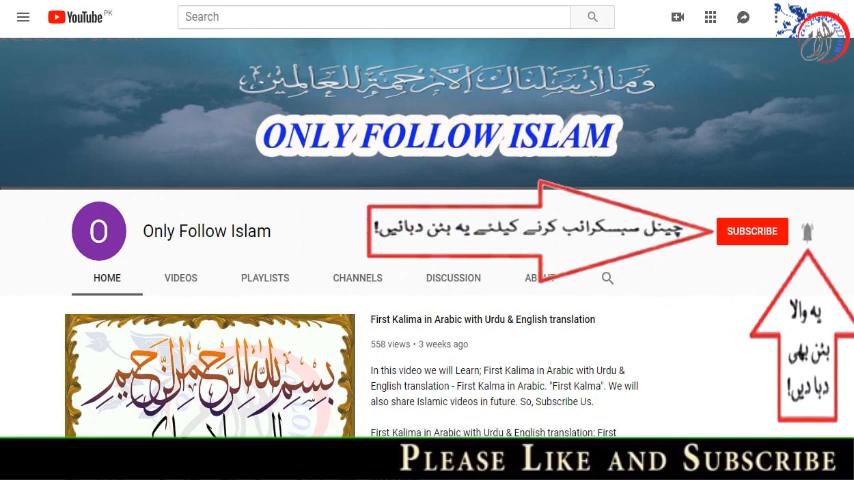 YouTube PK
Search
وما ارسلناك الا رحمة للعالمين
ONLY FOLLOW ISLAM
O
Only Follow Islam
چینل سبسکرائب کرنے کیلئے یہ بٹن دبائیں!
SUBSCRIBE
HOME VIDEOS PLAYLISTS CHANNELS DISCUSSION
یہ والا
بٹن بھی
دبا دیں!
First Kalima in Arabic with Urdu & English translation
558 views • 3 weeks ago
In this video we will Learn; First Kalima in Arabic with Urdu &
English translation - First Kalma in Arabic. "First Kalma". We will
also share Islamic videos in future. So, Subscribe Us.
First Kalima in Arabic with Urdu & English translation: First
بسم الله الرحمن الرحيم
PLEASE LIKE AND SUBSCRIBE